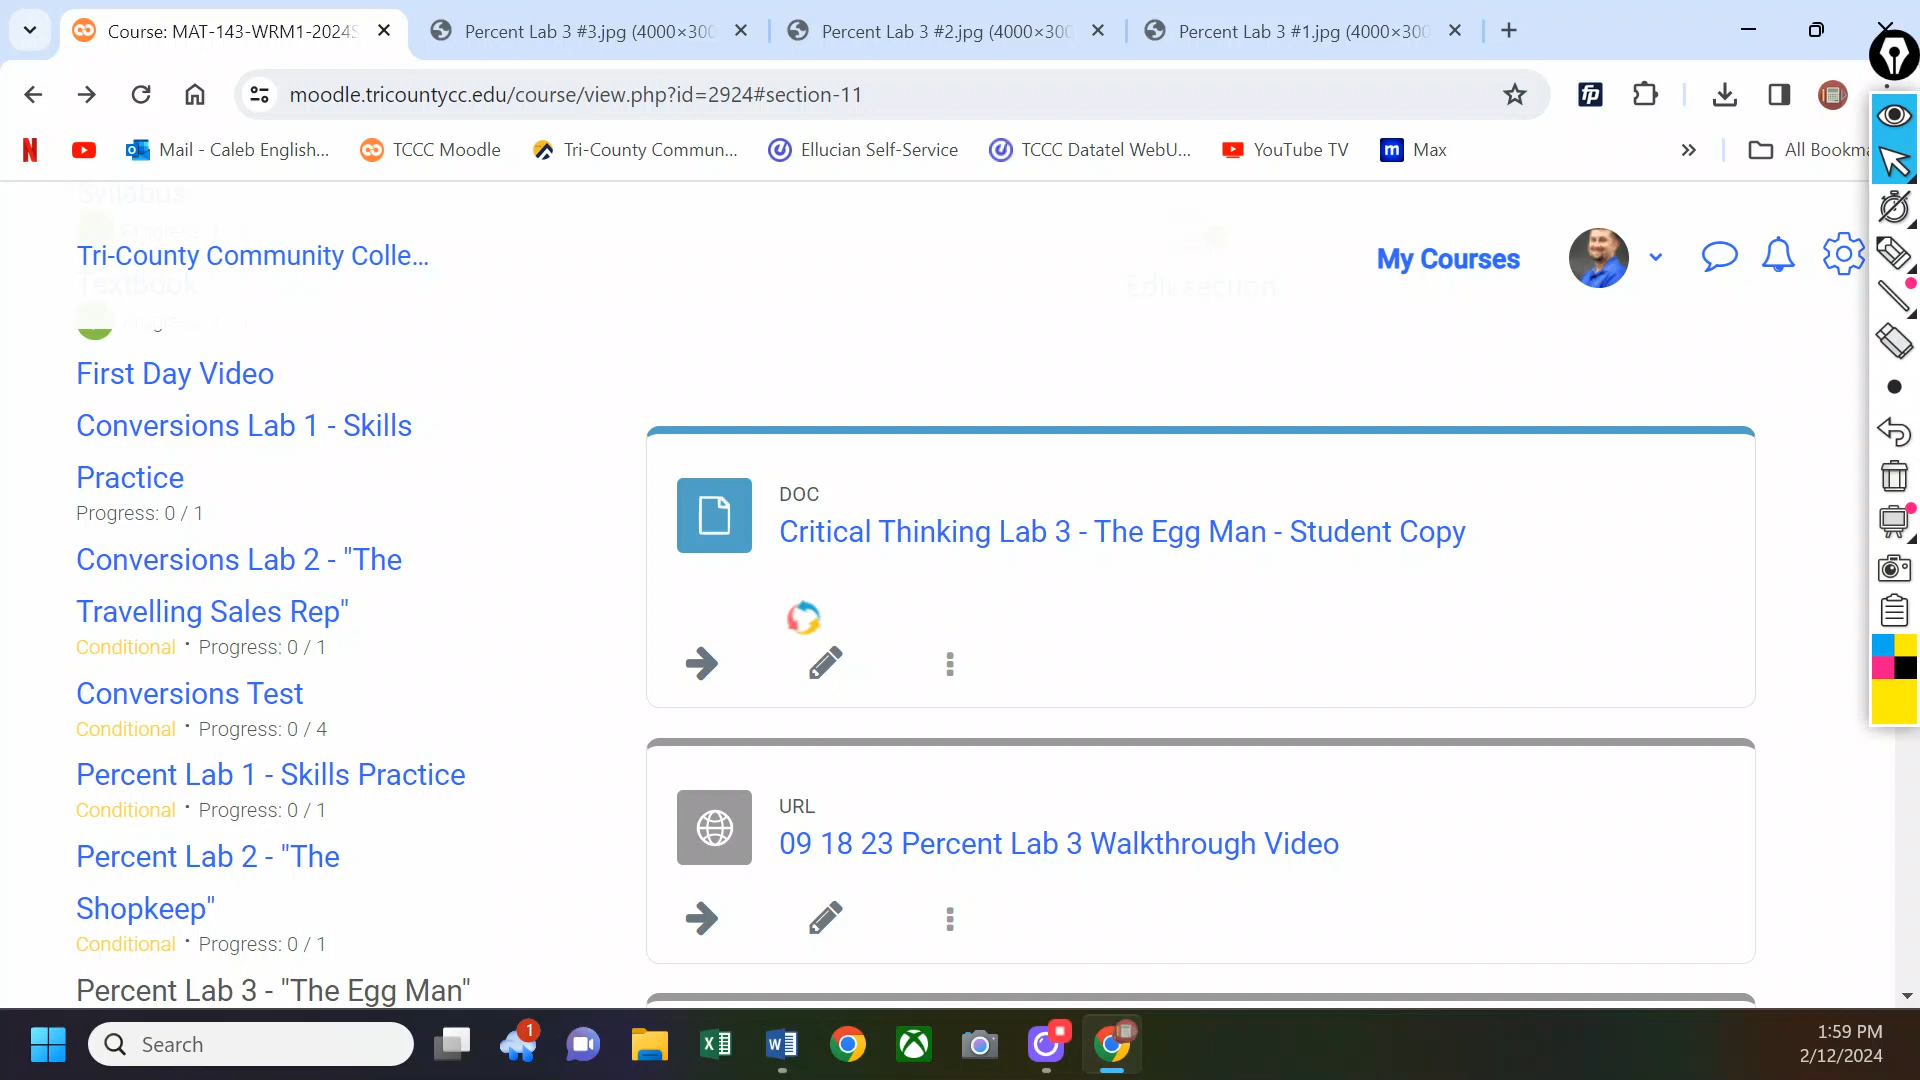 Course: MAT-143-WRM1-2024S
Percent Lab 3 #3.jpg (4000×300
Percent Lab 3 #2.jpg (4000×300
Percent Lab 3 #1.jpg (4000×300
moodle.tricountycc.edu/course/view.php?id=2924#section-11
fp
N
Mail - Caleb English...
TCCC Moodle
Tri-County Commun...
Ellucian Self-Service
TCCC Datatel WebU...
YouTube TV
m
Max
»
All Bookma
Syllabus
Tri-County Community Colle...
Textbook
My Courses
Edit section
First Day Video
Conversions Lab 1 - Skills
Practice
Progress: 0 / 1
Conversions Lab 2 - "The
Travelling Sales Rep"
Conditional · Progress: 0 / 1
Conversions Test
Conditional · Progress: 0 / 4
Percent Lab 1 - Skills Practice
Conditional · Progress: 0 / 1
Percent Lab 2 - "The
Shopkeep"
Conditional · Progress: 0 / 1
Percent Lab 3 - "The Egg Man"
DOC
Critical Thinking Lab 3 - The Egg Man - Student Copy
URL
09 18 23 Percent Lab 3 Walkthrough Video
Search
1
1:59 PM
2/12/2024